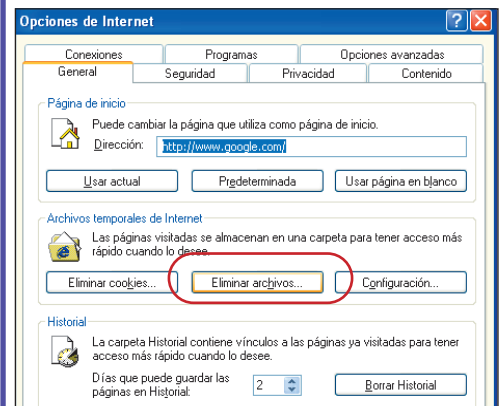 Opciones de Internet
Conexiones Programas Opciones avanzadas
General Seguridad Privacidad Contenido
Página de inicio
Puede cambiar la página que utiliza como página de inicio.
Dirección: http://www.google.com/
Usar actual Predeterminada Usar página en blanco
Archivos temporales de Internet
Las páginas visitadas se almacenan en una carpeta para tener acceso más
rápido cuando lo desee.
Eliminar cookies... Eliminar archivos... Configuración...
Historial
La carpeta Historial contiene vínculos a las páginas ya visitadas para tener
acceso más rápido cuando lo desee.
Días que puede guardar las
páginas en Historial: 2 Borrar Historial